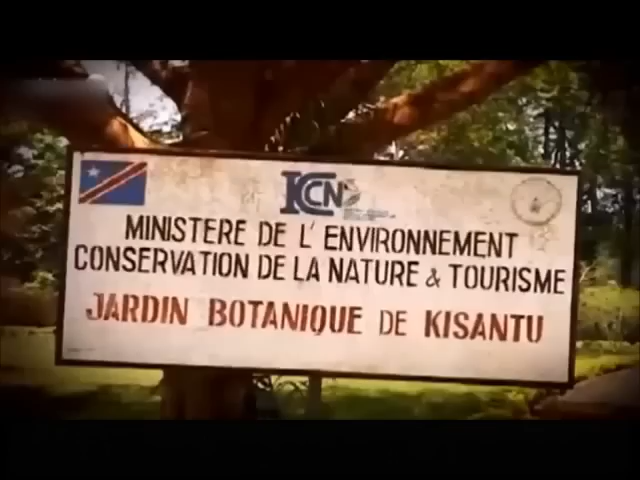 ICCN
MINISTERE DE L' ENVIRONNEMENT
CONSERVATION DE LA NATURE & TOURISME
JARDIN BOTANIQUE DE KISANTU